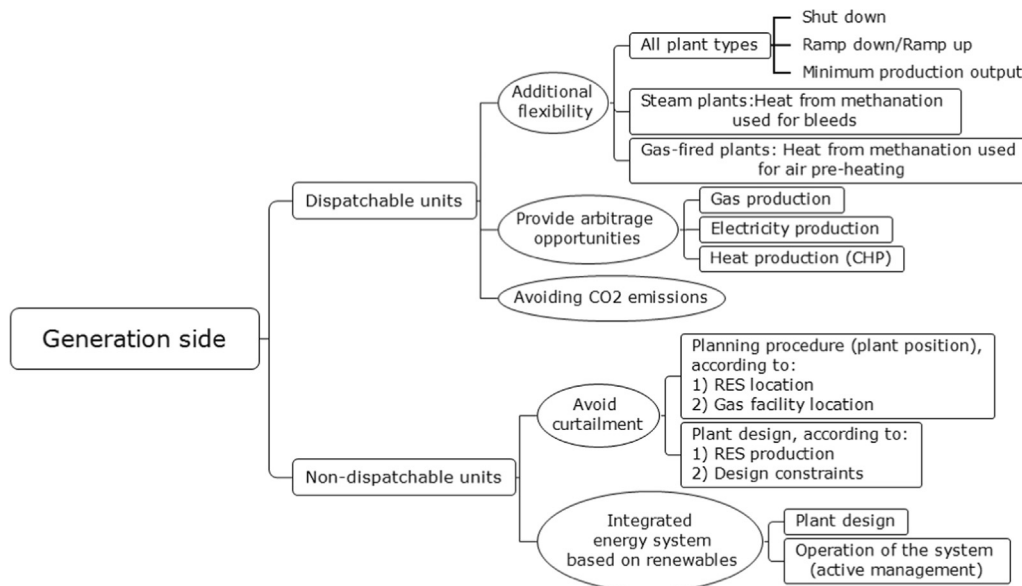 Generation side
Dispatchable units
Additional
flexibility
All plant types
Shut down
Ramp down/Ramp up
Minimum production output
Steam plants:Heat from methanation
used for bleeds
Gas-fired plants: Heat from methanation used
for air pre-heating
Provide arbitrage
opportunities
Gas production
Electricity production
Heat production (CHP)
Avoiding CO2 emissions
Non-dispatchable units
Avoid
curtailment
Planning procedure (plant position),
according to:
1) RES location
2) Gas facility location
Plant design, according to:
1) RES production
2) Design constraints
Integrated
energy system
based on renewables
Plant design
Operation of the system
(active management)